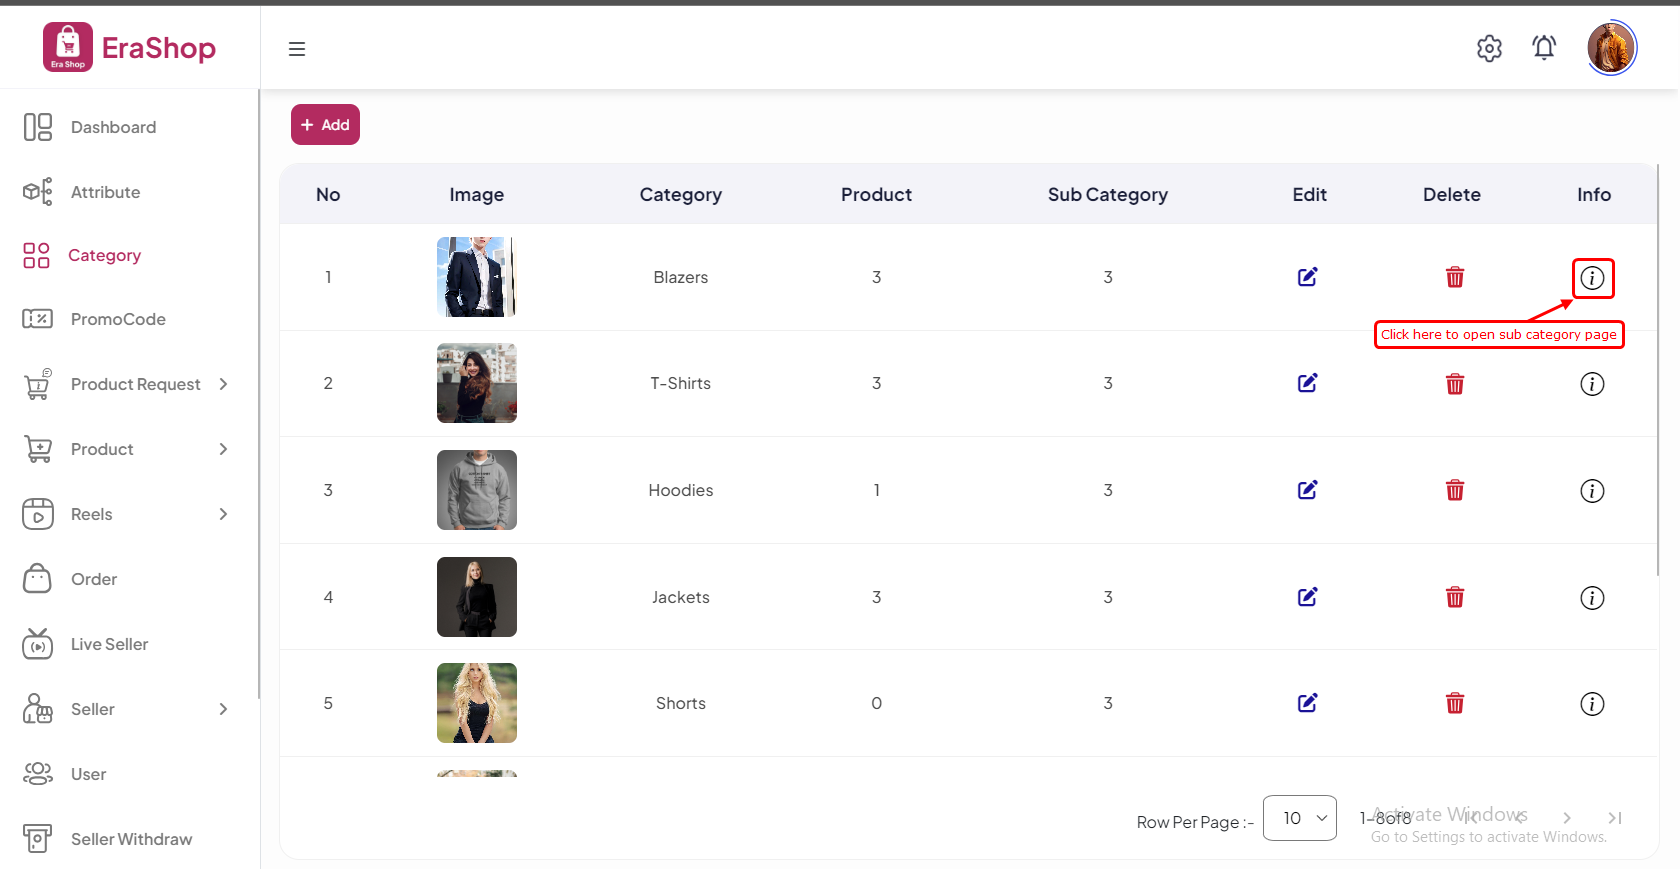 Era Shop
EraShop
Dashboard
Attribute
Category
PromoCode
Product Request
Product
Reels
Order
Live Seller
Seller
User
Seller Withdraw
+ Add
No Image Category Product Sub Category Edit Delete Info
1 Blazers 3 3
Click here to open sub category page
2 T-Shirts 3 3
3 Hoodies 1 3
4 Jackets 3 3
5 Shorts 0 3
Row Per Page :- 10 1-8of8
Activate Windows
Go to Settings to activate Windows.